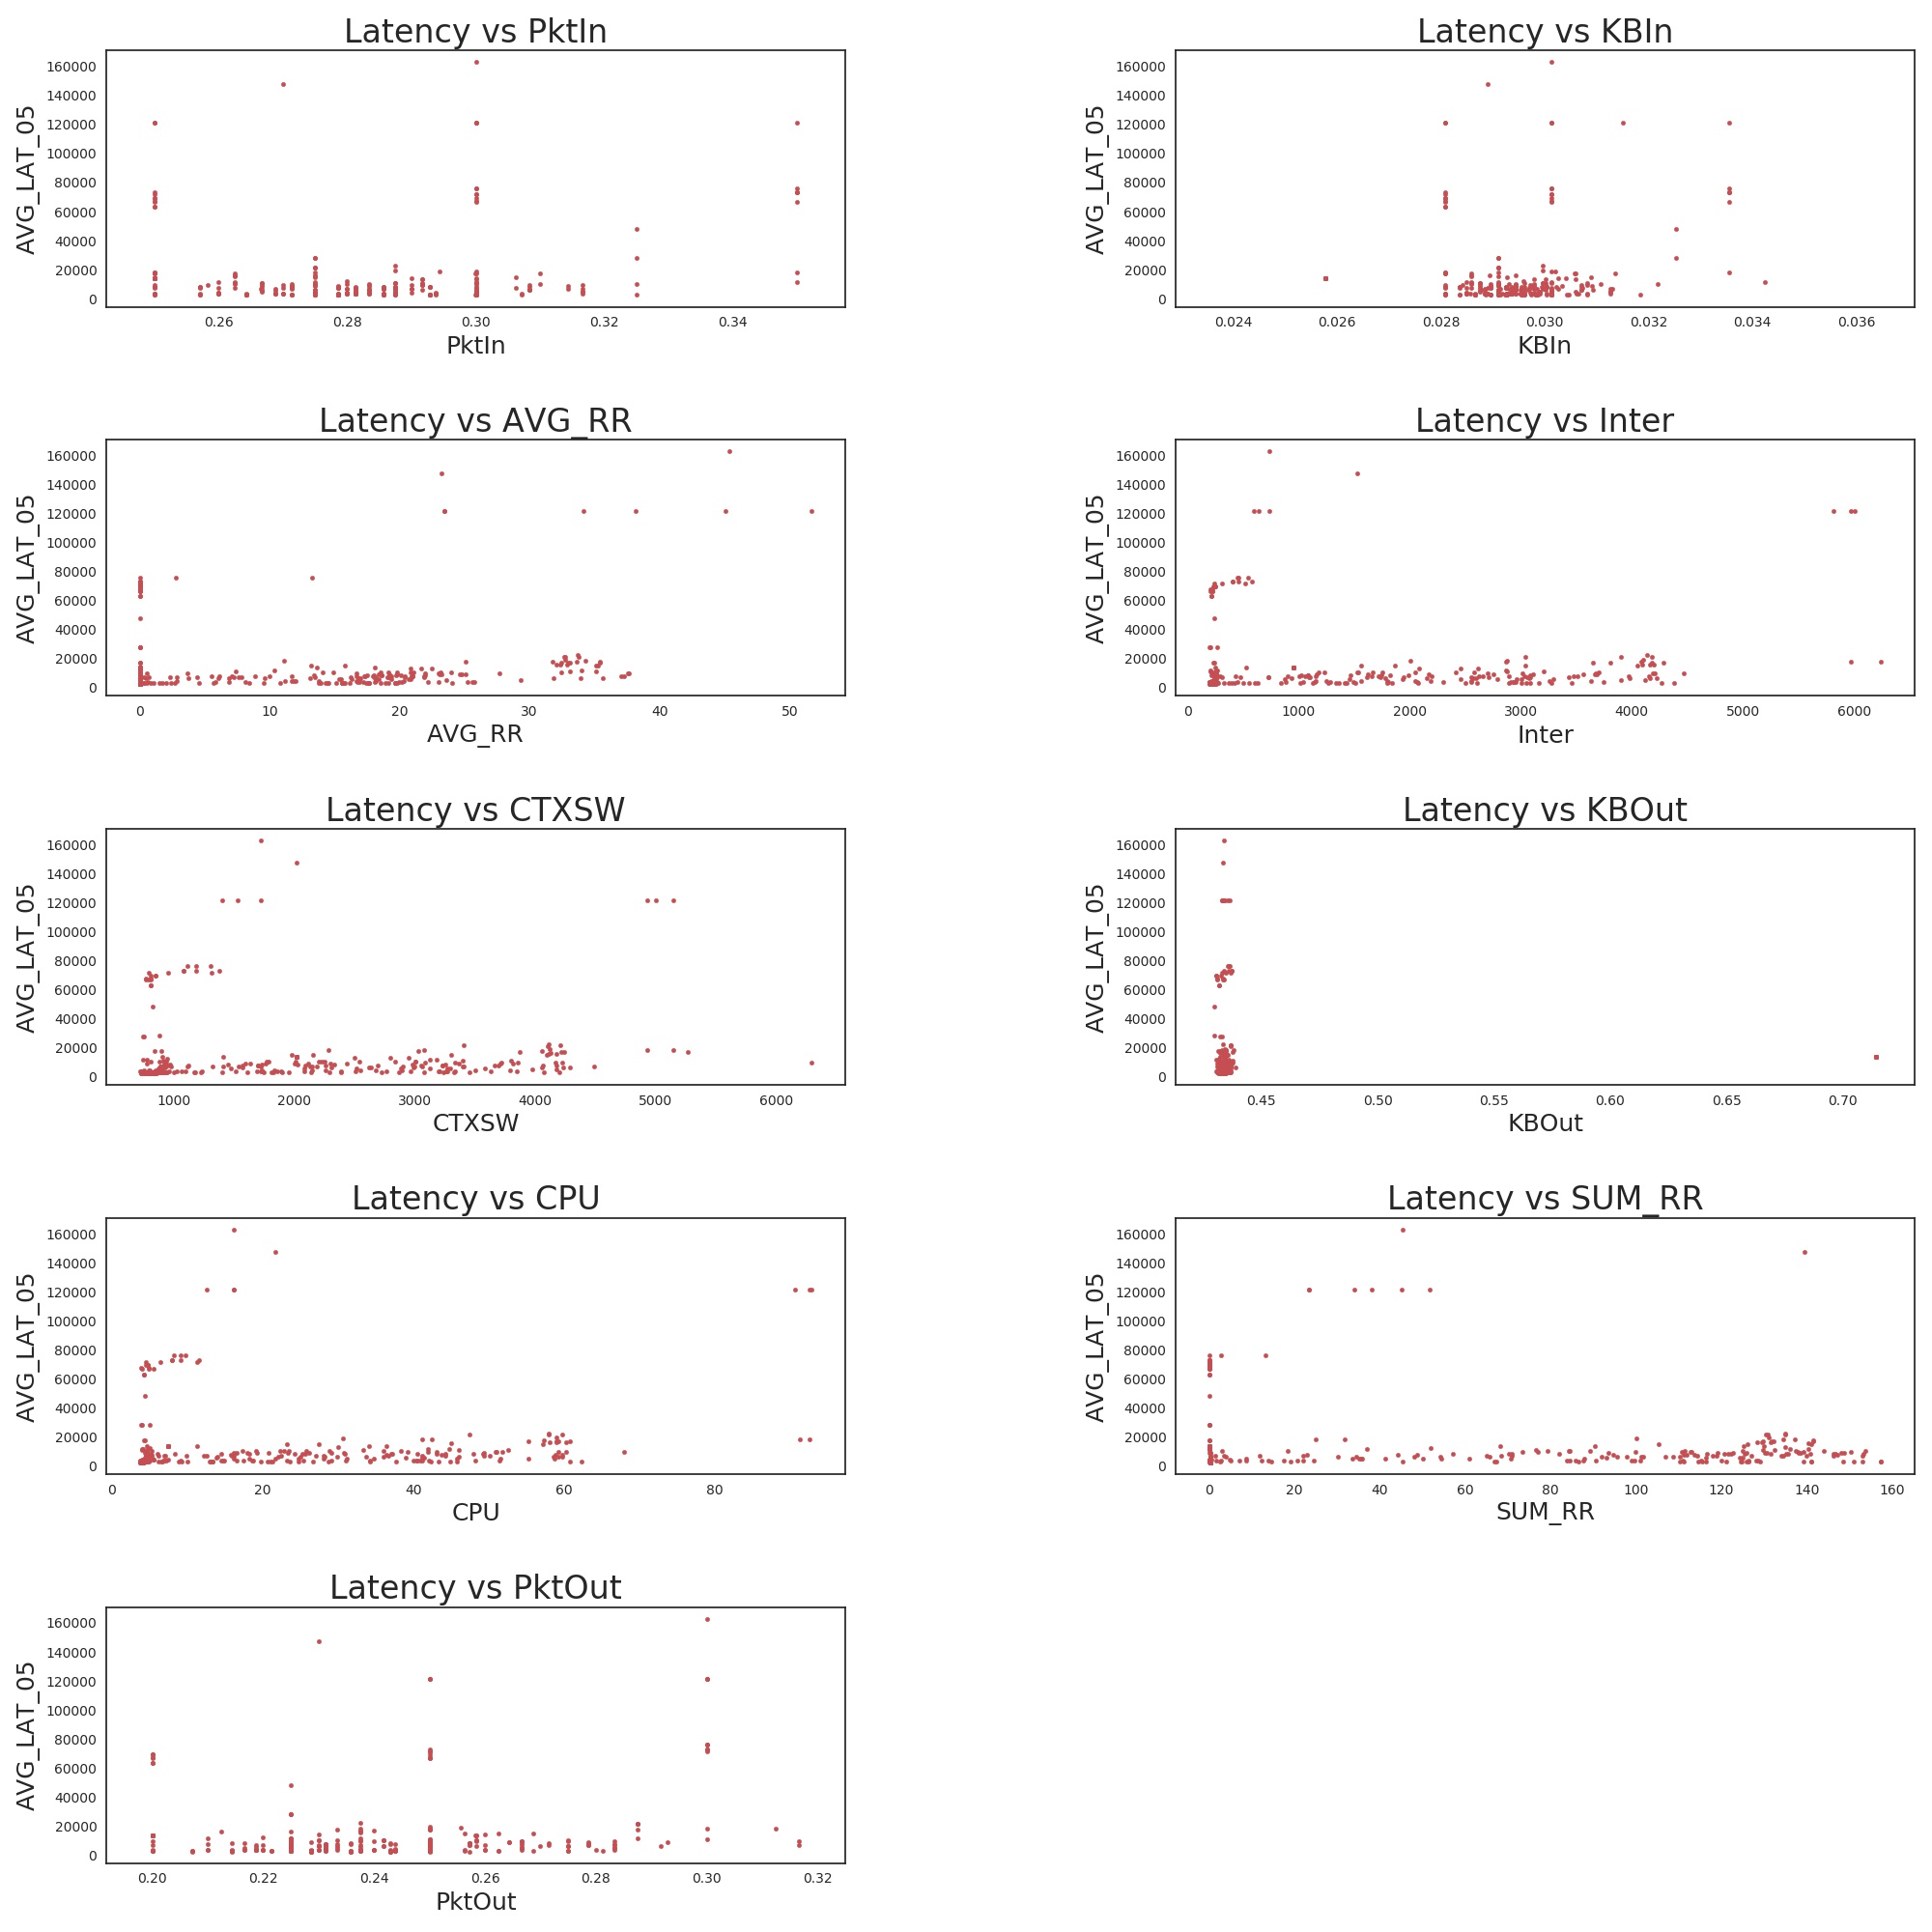 Latency vs PktIn
AVG_LAT_05
160000
140000
120000
100000
80000
60000
40000
20000
0
0.26 0.28 0.30 0.32 0.34
PktIn
Latency vs KBIn
AVG_LAT_05
160000
140000
120000
100000
80000
60000
40000
20000
0
0.024 0.026 0.028 0.030 0.032 0.034 0.036
KBIn
Latency vs AVG_RR
AVG_LAT_05
160000
140000
120000
100000
80000
60000
40000
20000
0
0 10 20 30 40 50
AVG_RR
Latency vs Inter
AVG_LAT_05
160000
140000
120000
100000
80000
60000
40000
20000
0
0 1000 2000 3000 4000 5000 6000
Inter
Latency vs CTXSW
AVG_LAT_05
160000
140000
120000
100000
80000
60000
40000
20000
0
1000 2000 3000 4000 5000 6000
CTXSW
Latency vs KBOut
AVG_LAT_05
160000
140000
120000
100000
80000
60000
40000
20000
0
0.45 0.50 0.55 0.60 0.65 0.70
KBOut
Latency vs CPU
AVG_LAT_05
160000
140000
120000
100000
80000
60000
40000
20000
0
0 20 40 60 80
CPU
Latency vs SUM_RR
AVG_LAT_05
160000
140000
120000
100000
80000
60000
40000
20000
0
0 20 40 60 80 100 120 140 160
SUM_RR
Latency vs PktOut
AVG_LAT_05
160000
140000
120000
100000
80000
60000
40000
20000
0
0.20 0.22 0.24 0.26 0.28 0.30 0.32
PktOut